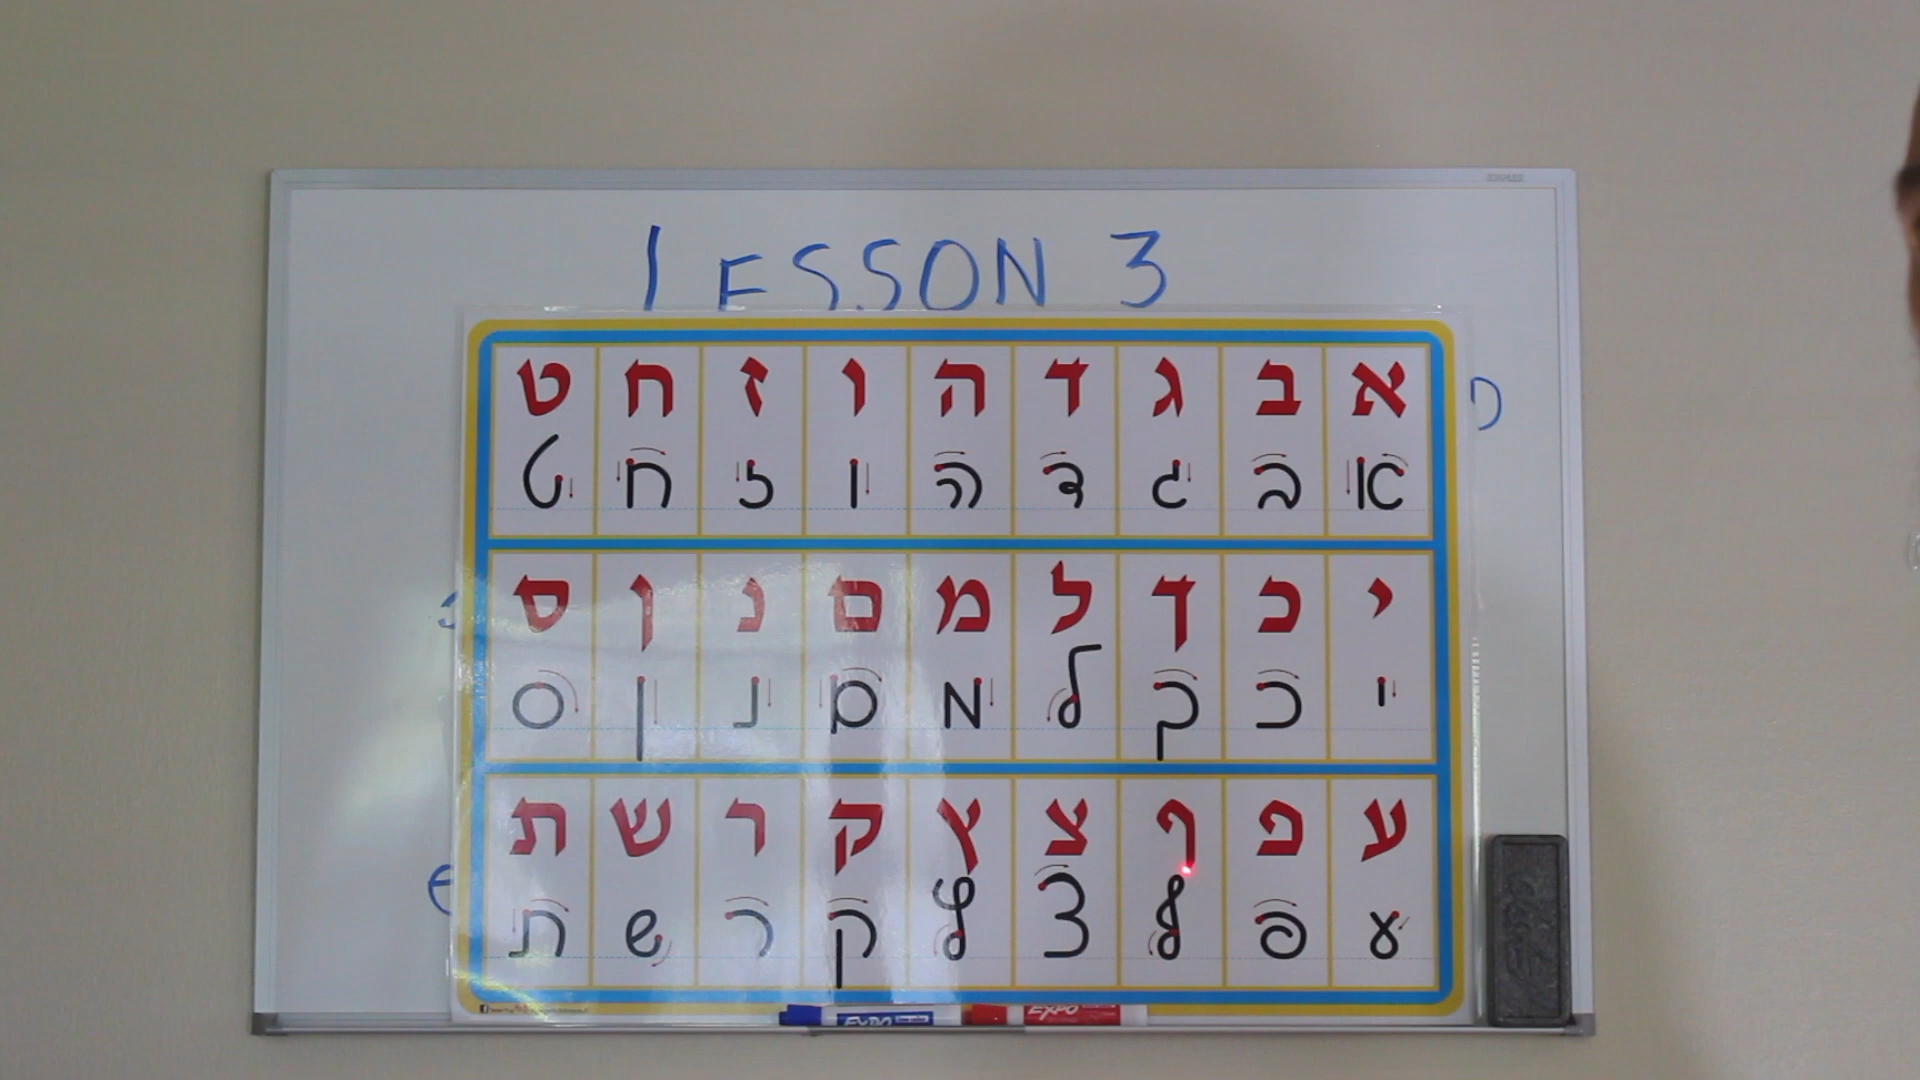 LESSON 3
א ב ג ד ה ו ז ח ט
א ב ג ד ה ו ז ח ט
י כ ך ל מ ם נ ן ס
י כ ך ל מ ם נ ן ס
ע פ ף צ ץ ק ר ש ת
ע פ ף צ ץ ק ר ש ת
EXPO EXPO